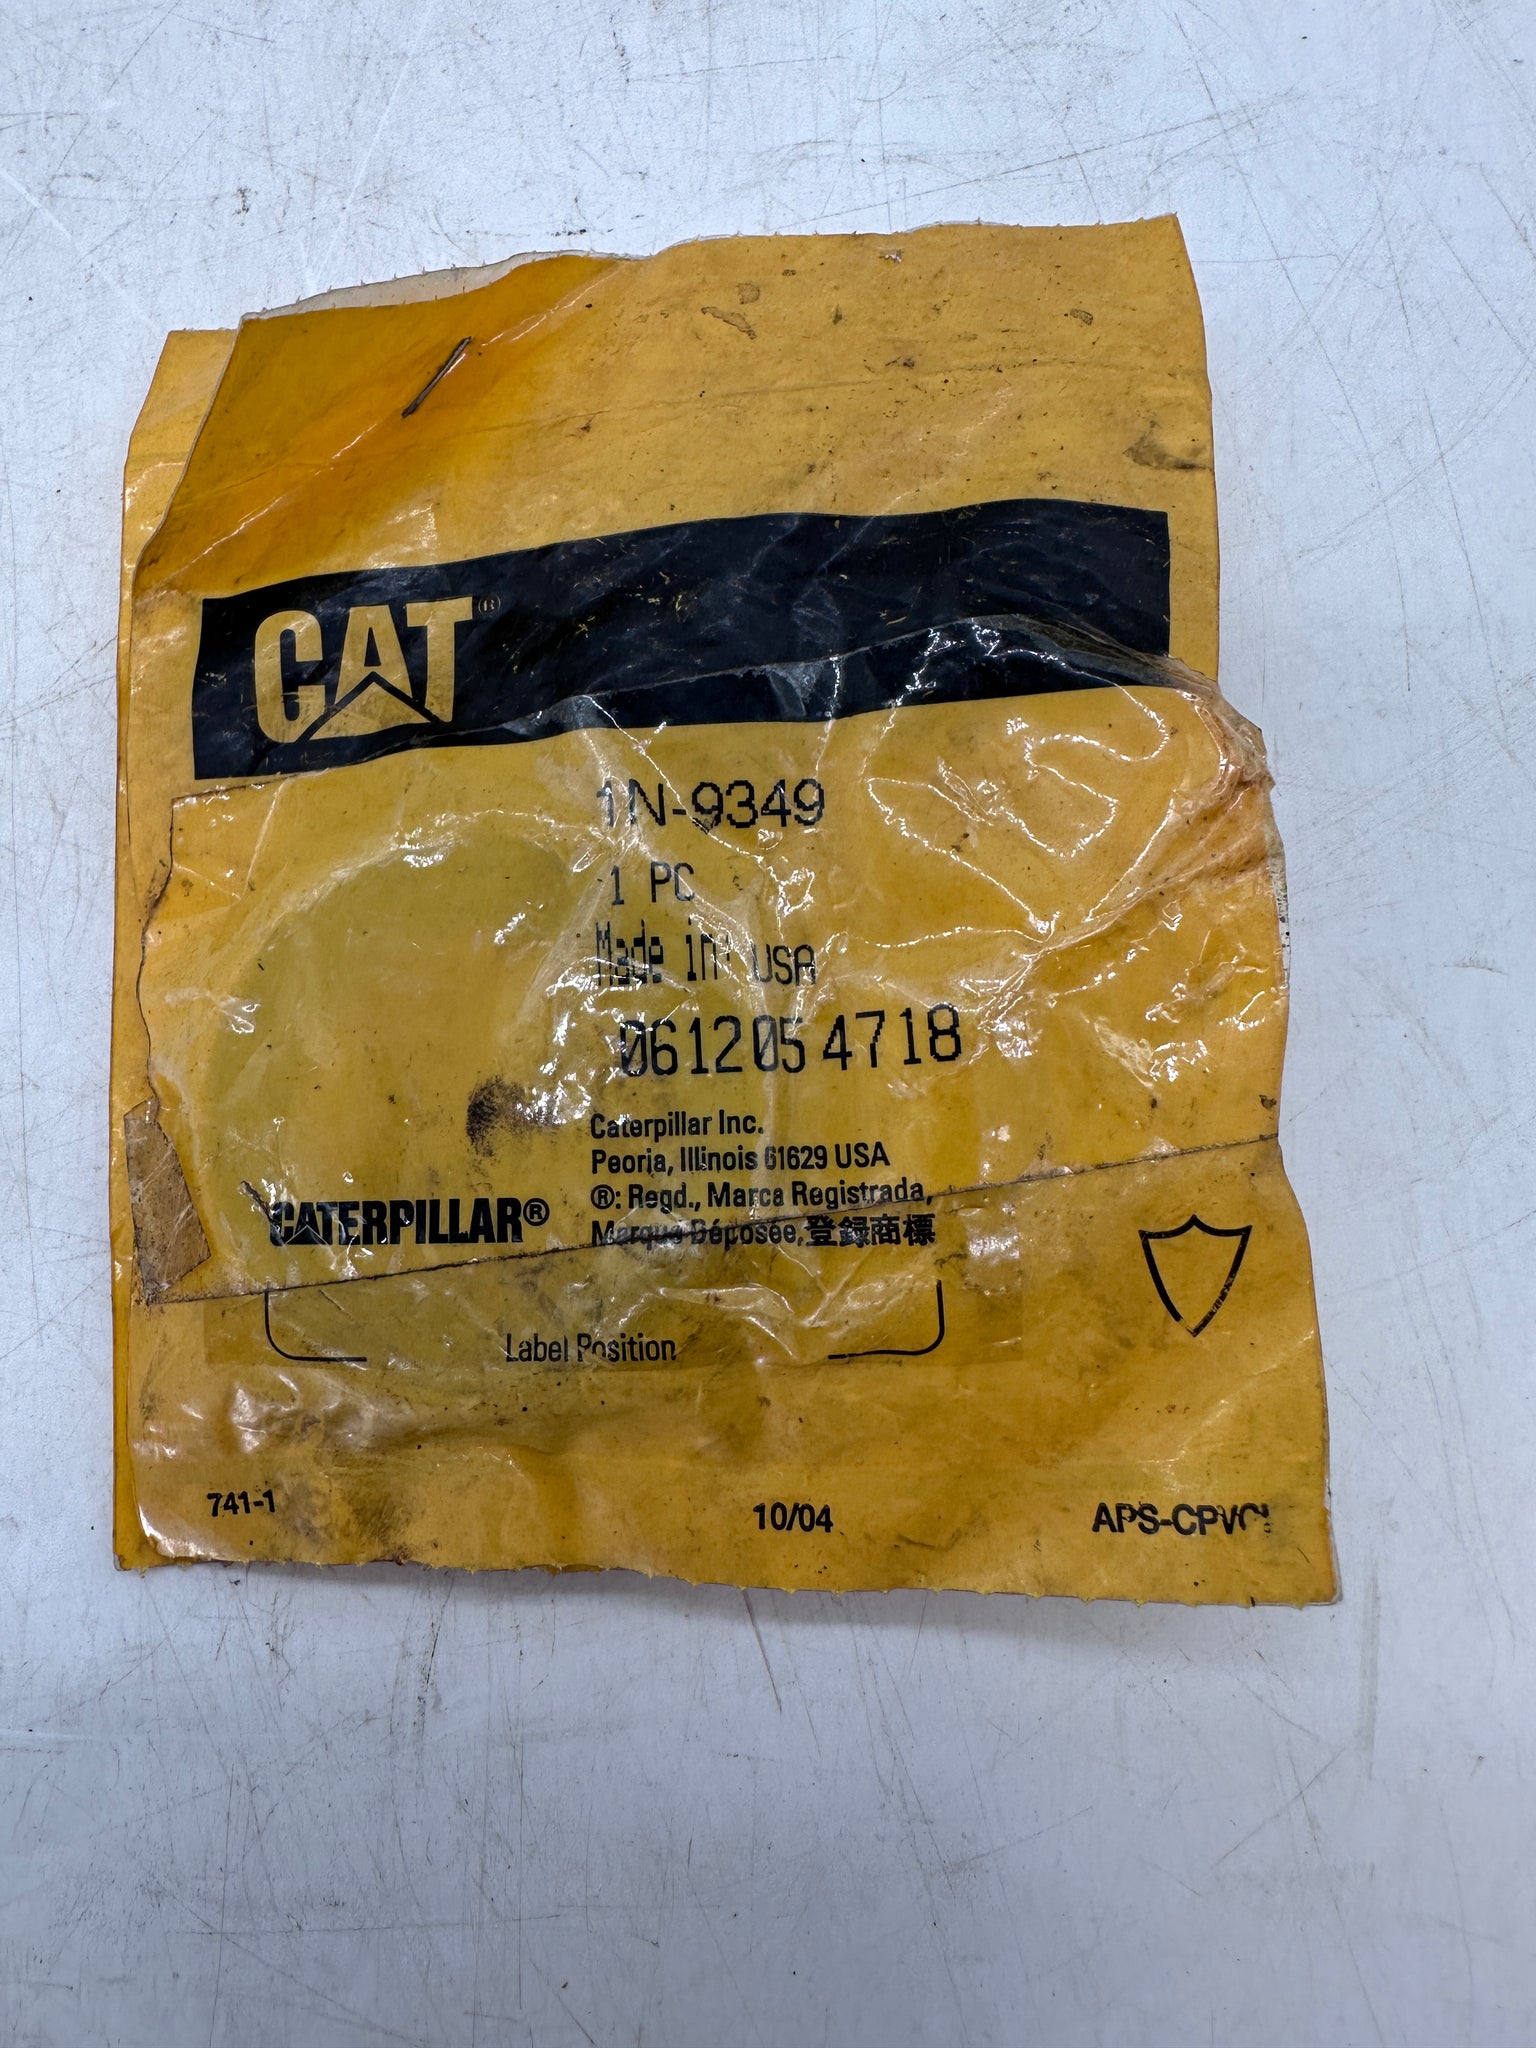 CAT®
1N-9349
1 PC
Made in USA
0612054718
Caterpillar Inc.
Peoria, Illinois 61629 USA
®: Regd., Marca Registrada,
Marque Déposée, 登録商標
CATERPILLAR®
Label Position
741-1
10/04